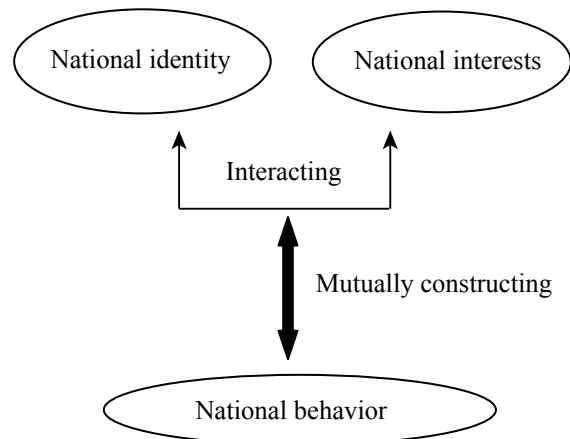 National identity
National interests
Interacting
Mutually constructing
National behavior